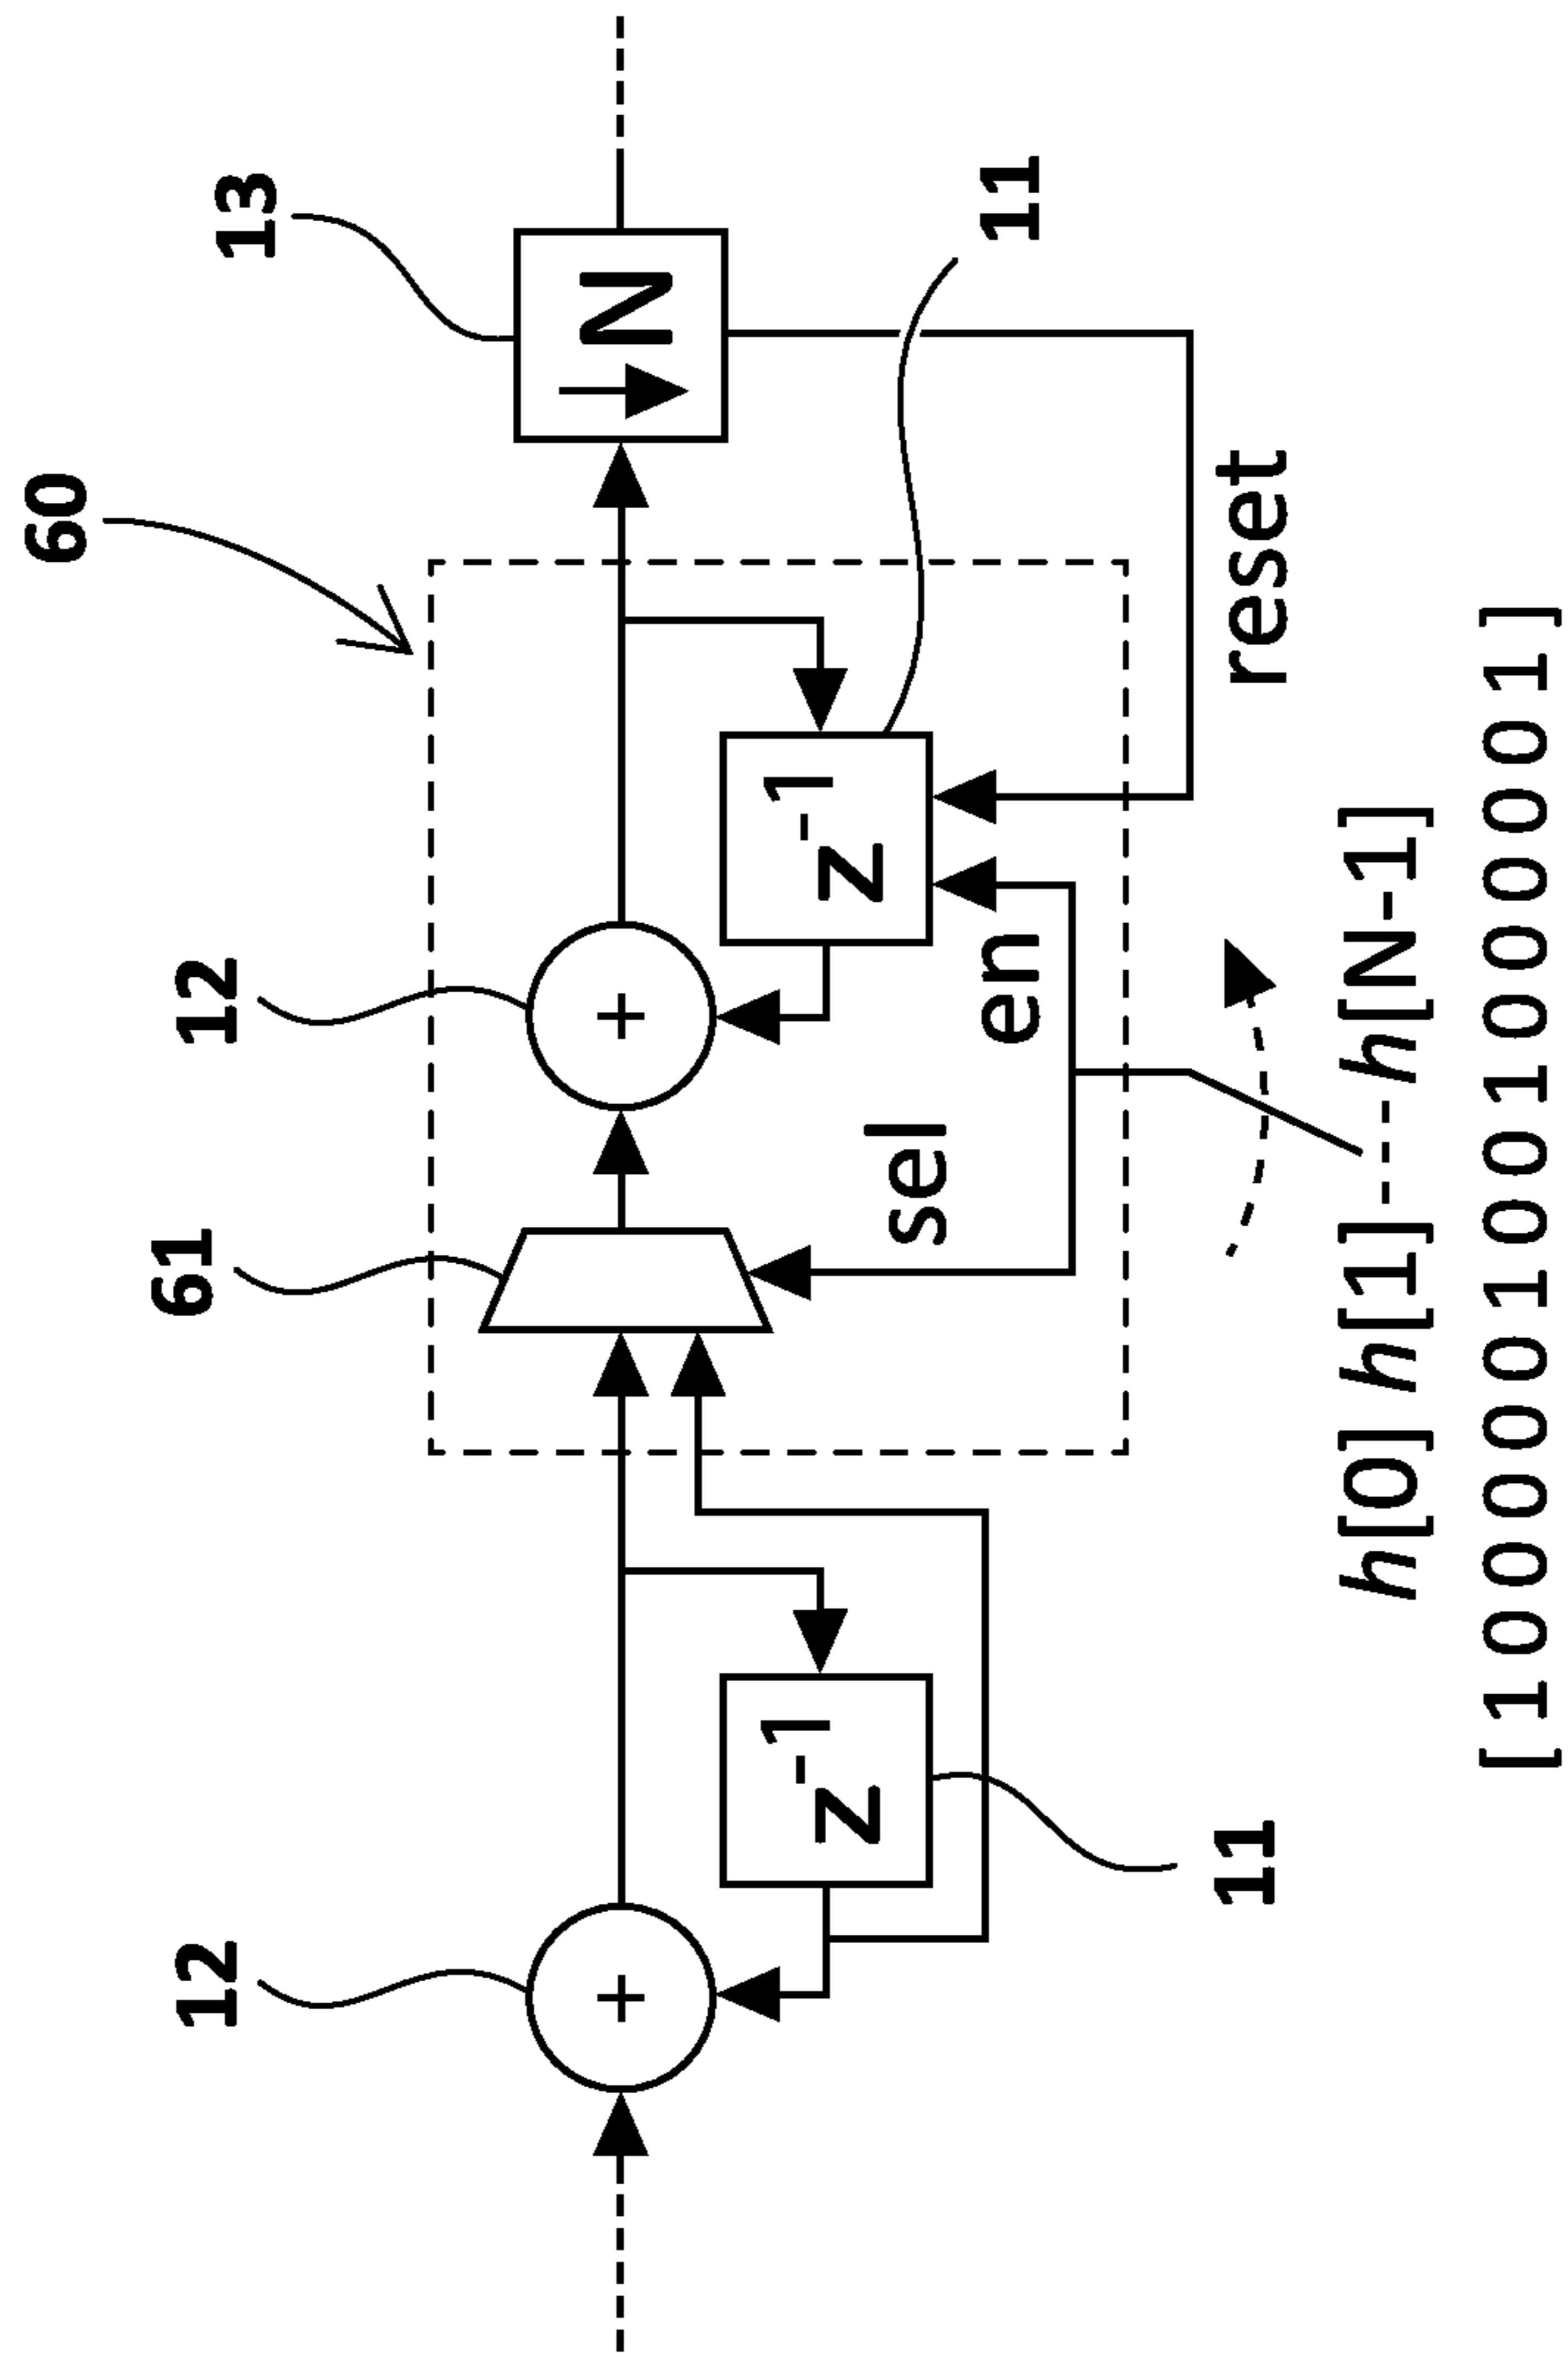 60
12
61
12
13
+
+
↓N
z⁻¹
z⁻¹
sel
en
11
11
reset
h[0] h[1]---h[N-1]
[1 0 0 0 0 0 1 0 0 1 0 0 0 0 0 1]